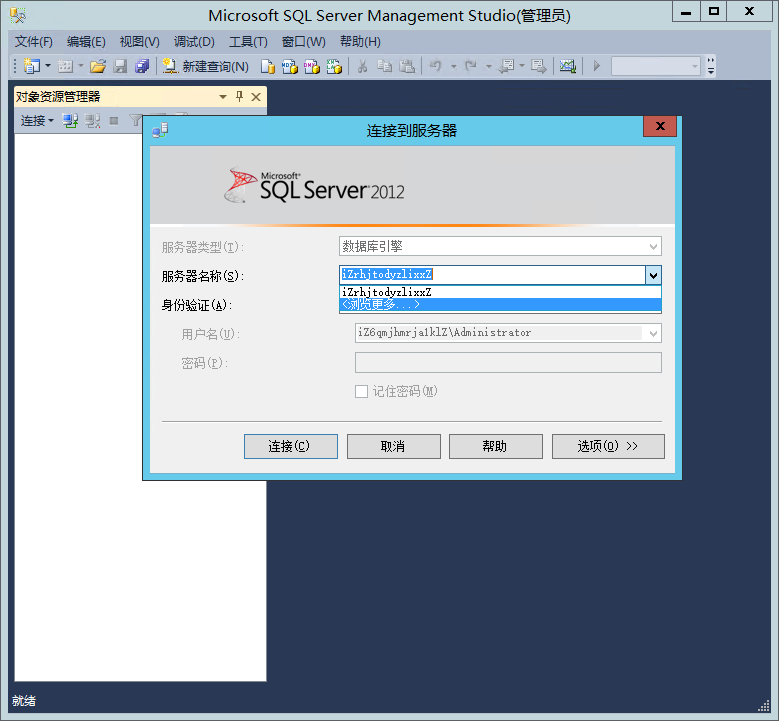 Microsoft SQL Server Management Studio(管理员)
文件(F) 编辑(E) 视图(V) 调试(D) 工具(T) 窗口(W) 帮助(H)
新建查询(N)
对象资源管理器
连接
连接到服务器
Microsoft®
SQL Server 2012
服务器类型(T): 数据库引擎
服务器名称(S): iZrhjtodyzlixxZ
iZrhjtodyzlixxZ
身份验证(A): <浏览更多...>
用户名(U): iZ6qmjhmrja1klZ\Administrator
密码(P):
记住密码(M)
连接(C) 取消 帮助 选项(O) >>
就绪